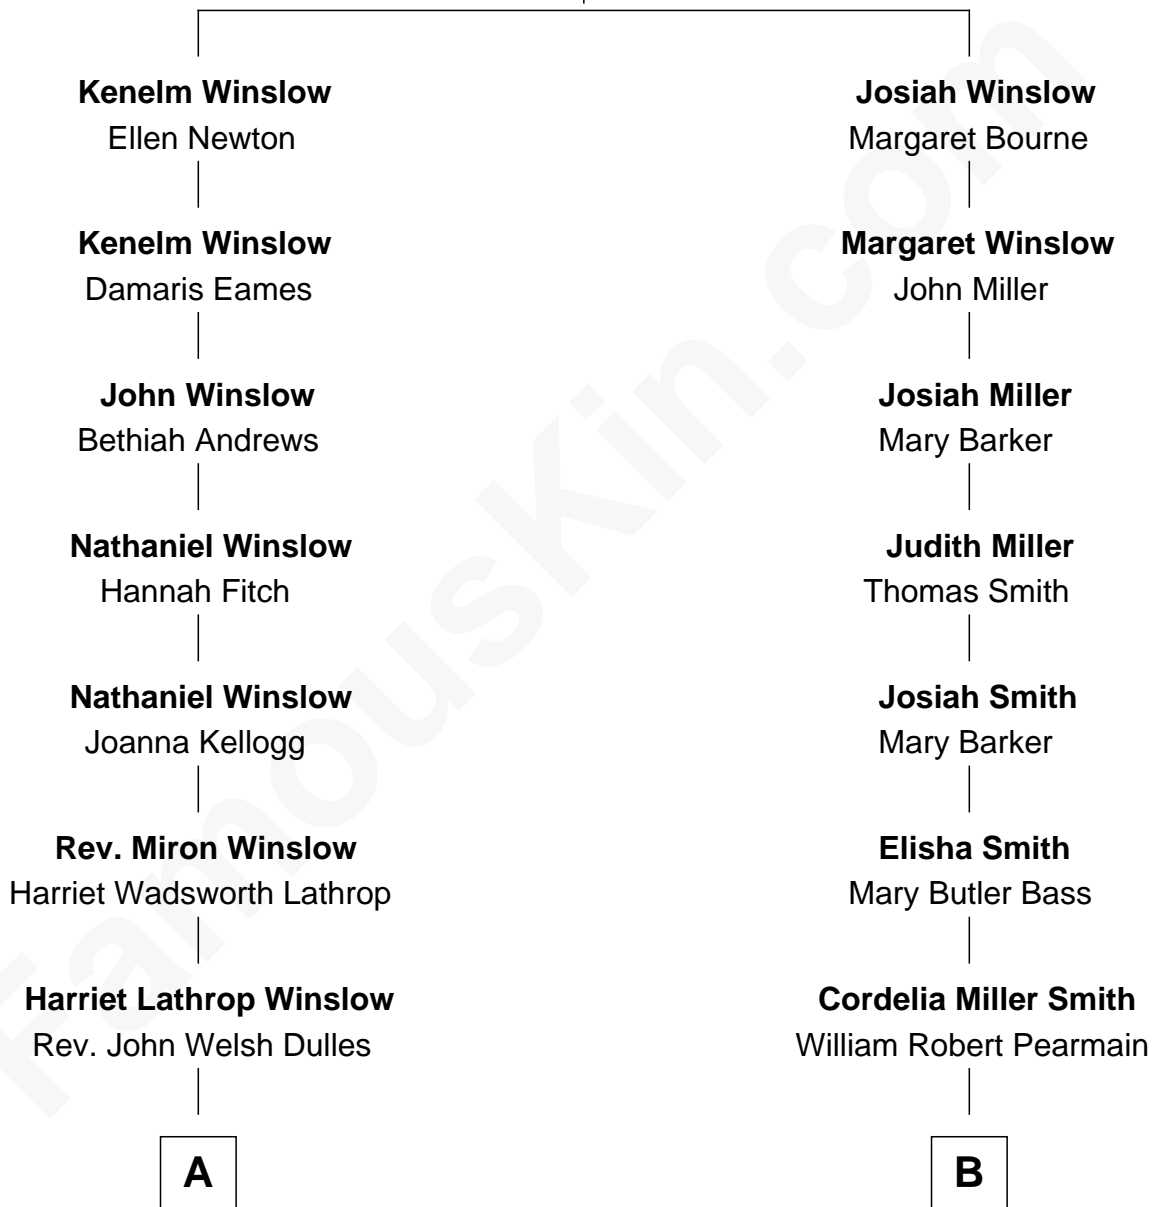 Kenelm Winslow
Ellen Newton
Kenelm Winslow
Damaris Eames
John Winslow
Bethiah Andrews
Nathaniel Winslow
Hannah Fitch
Nathaniel Winslow
Joanna Kellogg
Rev. Miron Winslow
Harriet Wadsworth Lathrop
Harriet Lathrop Winslow
Rev. John Welsh Dulles
A
Josiah Winslow
Margaret Bourne
Margaret Winslow
John Miller
Josiah Miller
Mary Barker
Judith Miller
Thomas Smith
Josiah Smith
Mary Barker
Elisha Smith
Mary Butler Bass
Cordelia Miller Smith
William Robert Pearmain
B
FamousKin.com